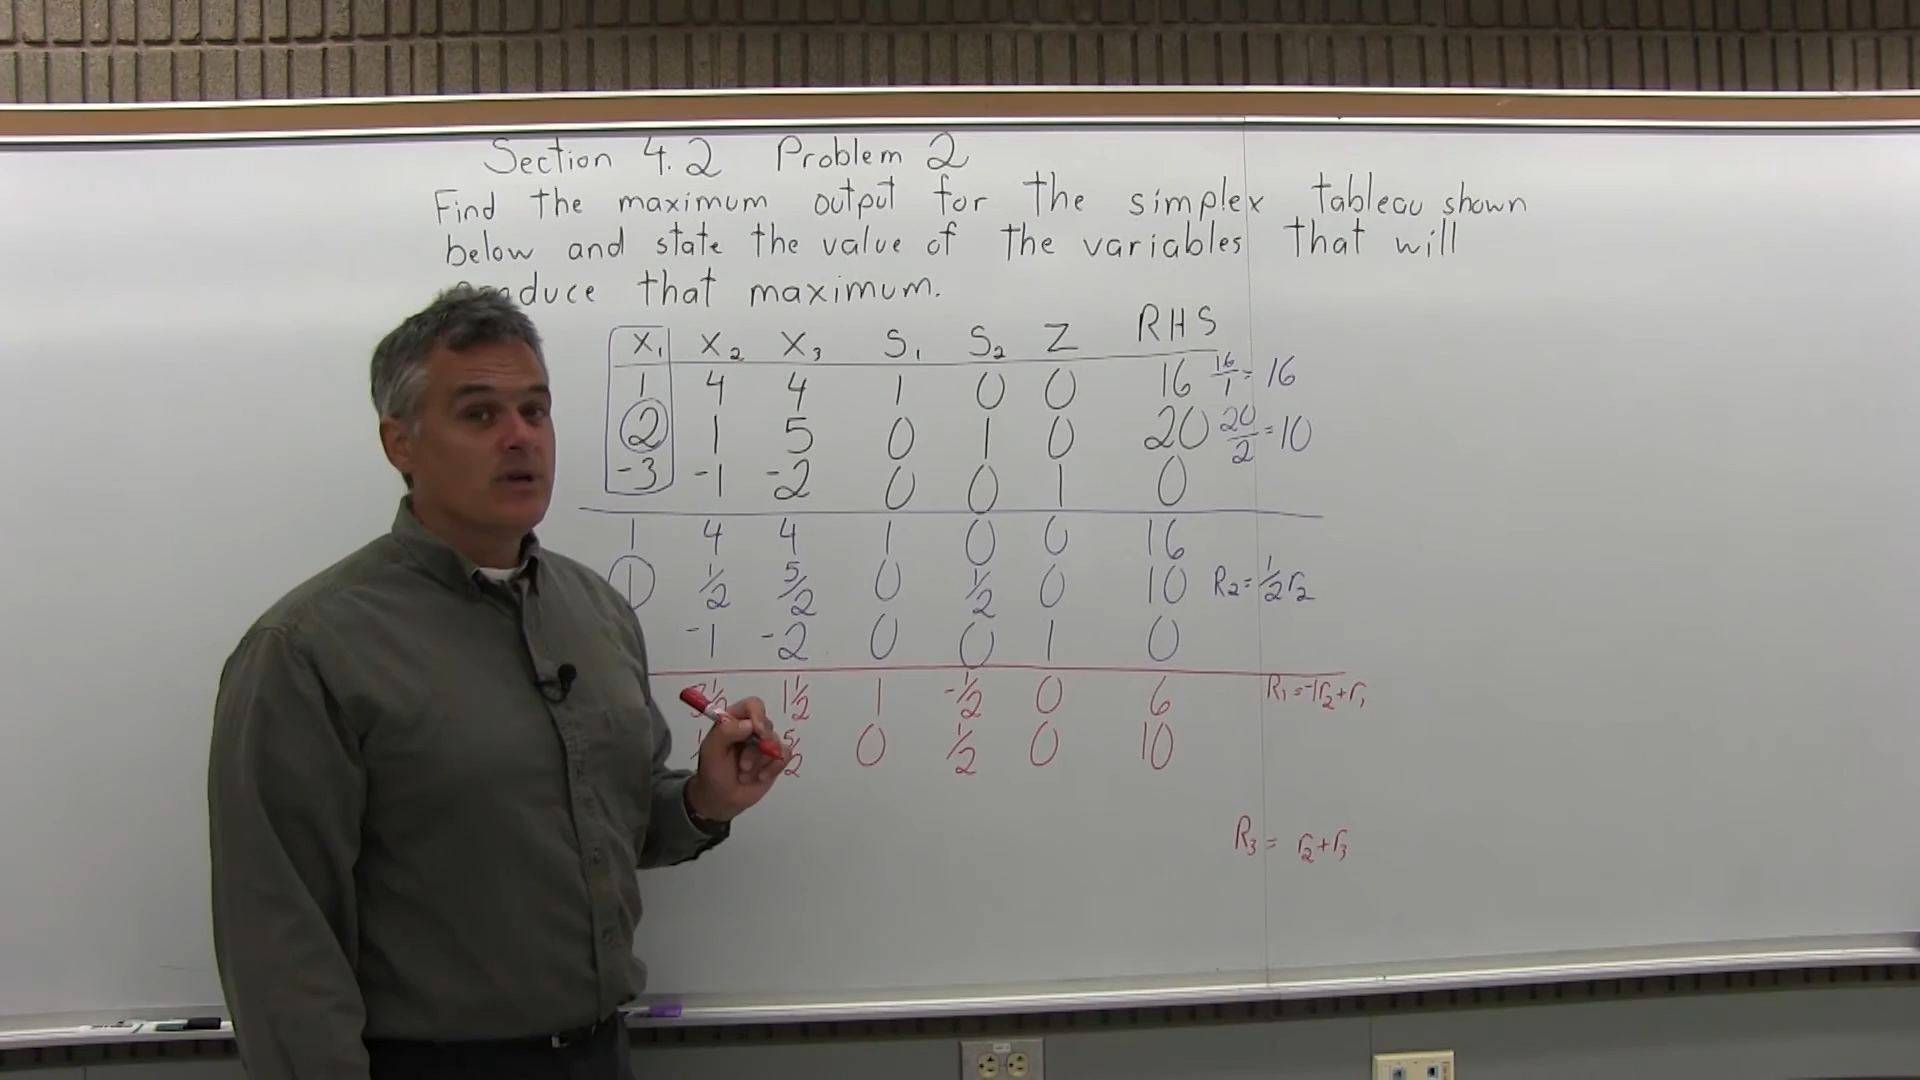 Section 4.2 Problem 2
Find the maximum output for the simplex tableau shown
below and state the value of the variables that will
that maximum.
X₁ X₂ X₃ S₁ S₂ Z RHS
1 4 4 1 0 0 16 16/1 = 16
2 1 5 0 1 0 20 20/2 = 10
-3 -1 -2 0 0 1 0
1 4 4 1 0 0 16
1 1/2 5/2 0 1/2 0 10 R₂ = 1/2 r₂
-1 -2 0 0 1 0
1 1/2 1 -1/2 0 6 R₁ = -1r₂ + r₁
5/2 0 1/2 0 10
R₃ = r₂ + r₃